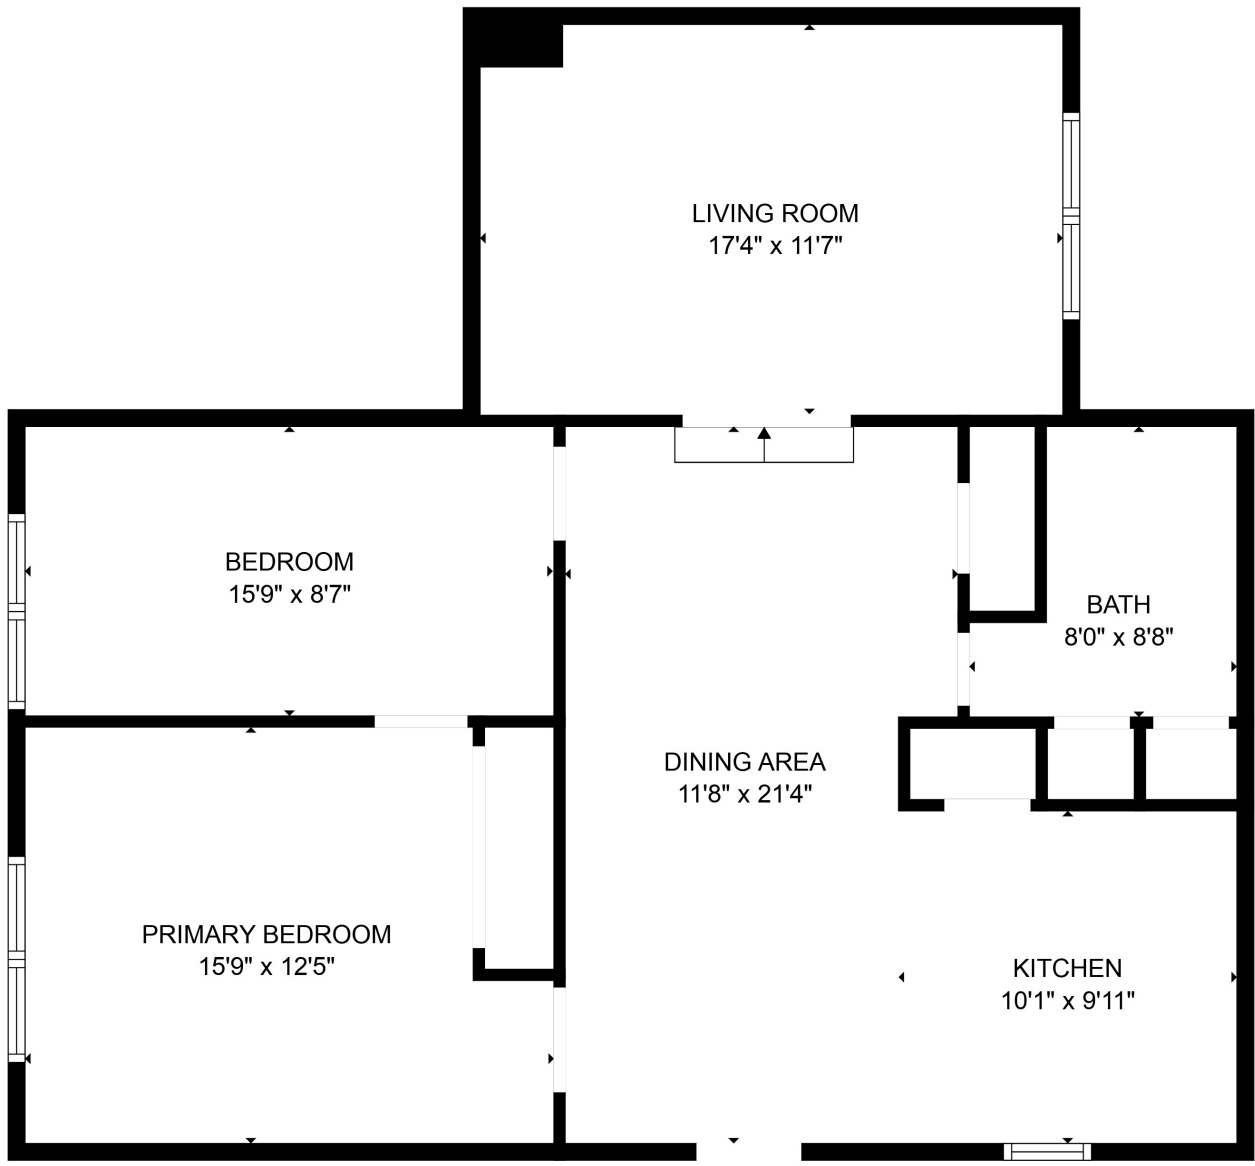 LIVING ROOM
17'4" x 11'7"
BEDROOM
15'9" x 8'7"
BATH
8'0" x 8'8"
DINING AREA
11'8" x 21'4"
PRIMARY BEDROOM
15'9" x 12'5"
KITCHEN
10'1" x 9'11"